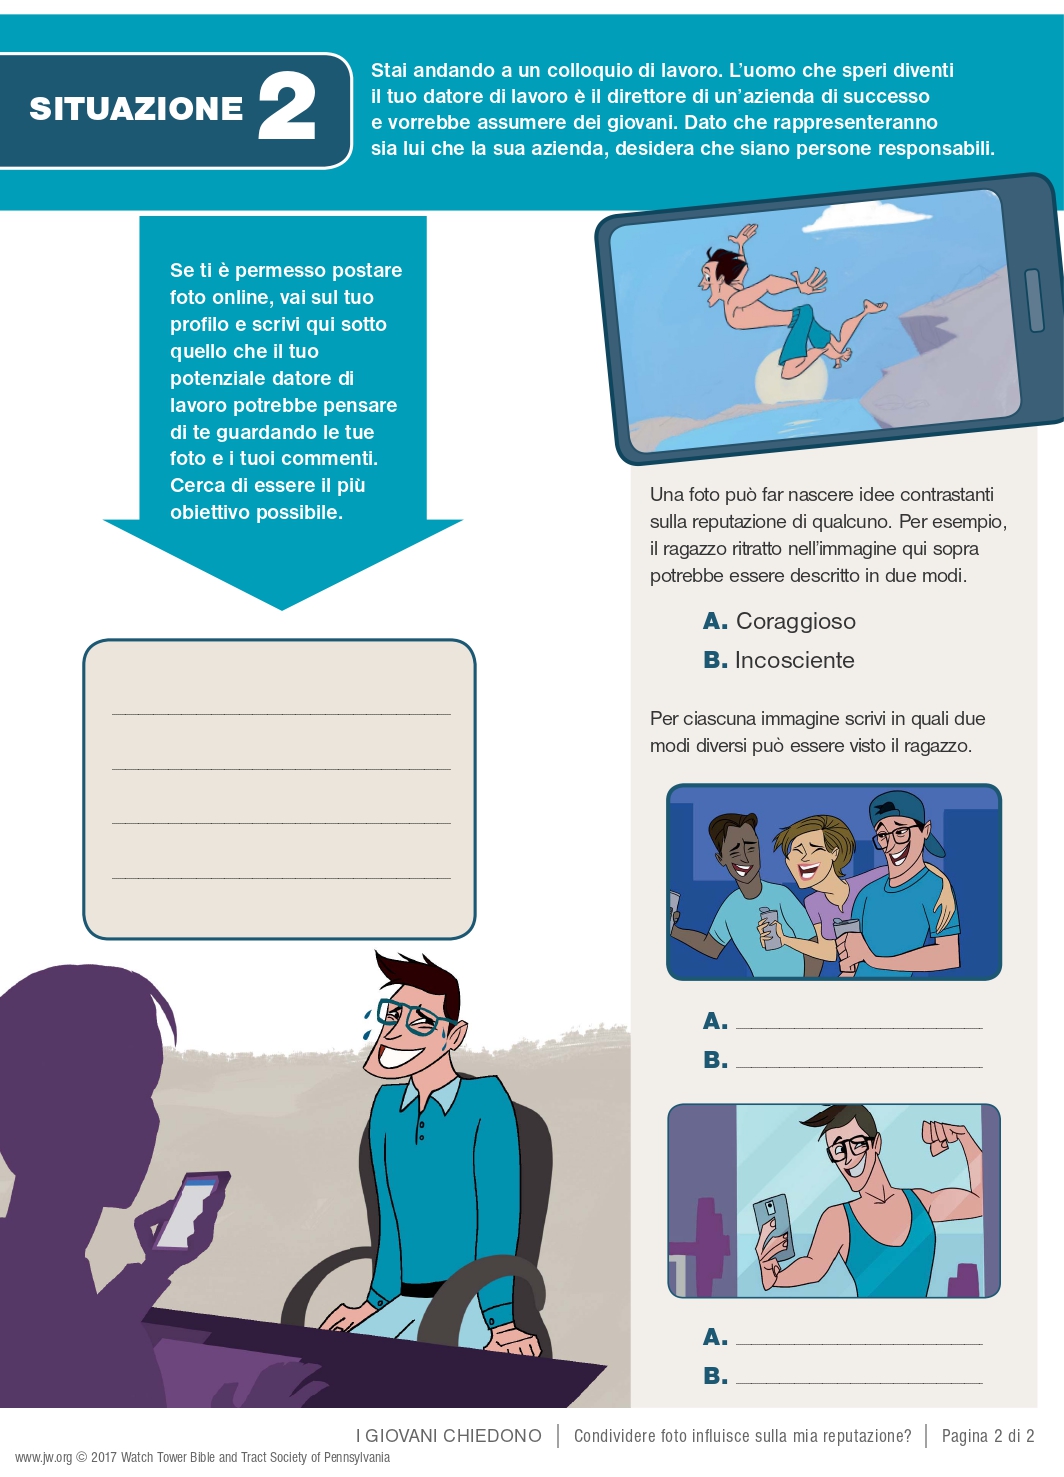 SITUAZIONE 2
Stai andando a un colloquio di lavoro. L’uomo che speri diventi
il tuo datore di lavoro è il direttore di un’azienda di successo
e vorrebbe assumere dei giovani. Dato che rappresenteranno
sia lui che la sua azienda, desidera che siano persone responsabili.
Se ti è permesso postare
foto online, vai sul tuo
profilo e scrivi qui sotto
quello che il tuo
potenziale datore di
lavoro potrebbe pensare
di te guardando le tue
foto e i tuoi commenti.
Cerca di essere il più
obiettivo possibile.
Una foto può far nascere idee contrastanti
sulla reputazione di qualcuno. Per esempio,
il ragazzo ritratto nell’immagine qui sopra
potrebbe essere descritto in due modi.
A. Coraggioso
B. Incosciente
Per ciascuna immagine scrivi in quali due
modi diversi può essere visto il ragazzo.
A.
B.
A.
B.
I GIOVANI CHIEDONO | Condividere foto influisce sulla mia reputazione? | Pagina 2 di 2
www.jw.org © 2017 Watch Tower Bible and Tract Society of Pennsylvania